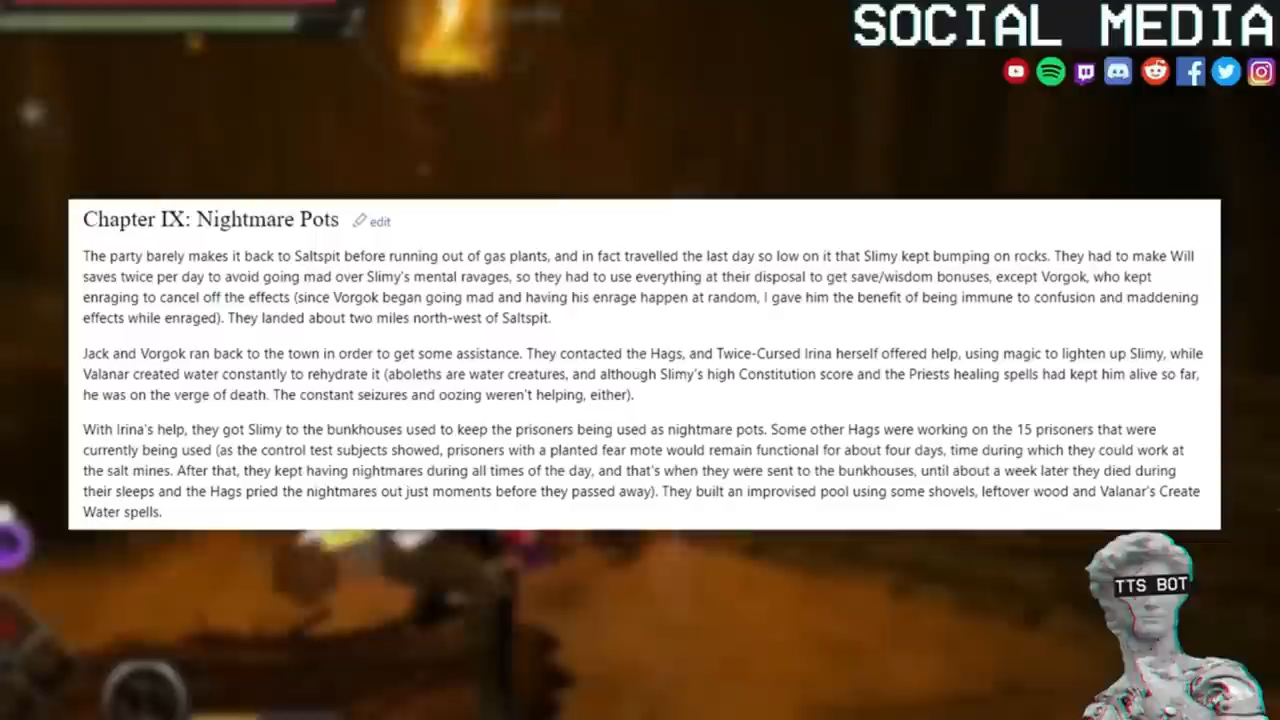 SOCIAL MEDIA
Chapter IX: Nightmare Pots edit
The party barely makes it back to Saltspit before running out of gas plants, and in fact travelled the last day so low on it that Slimy kept bumping on rocks. They had to make Will
saves twice per day to avoid going mad over Slimy's mental ravages, so they had to use everything at their disposal to get save/wisdom bonuses, except Vorgok, who kept
enraging to cancel off the effects (since Vorgok began going mad and having his enrage happen at random, I gave him the benefit of being immune to confusion and maddening
effects while enraged). They landed about two miles north-west of Saltspit.
Jack and Vorgok ran back to the town in order to get some assistance. They contacted the Hags, and Twice-Cursed Irina herself offered help, using magic to lighten up Slimy, while
Valanar created water constantly to rehydrate it (aboleths are water creatures, and although Slimy's high Constitution score and the Priests healing spells had kept him alive so far,
he was on the verge of death. The constant seizures and oozing weren't helping, either).
With Irina's help, they got Slimy to the bunkhouses used to keep the prisoners being used as nightmare pots. Some other Hags were working on the 15 prisoners that were
currently being used (as the control test subjects showed, prisoners with a planted fear mote would remain functional for about four days, time during which they could work at
the salt mines. After that, they kept having nightmares during all times of the day, and that's when they were sent to the bunkhouses, until about a week later they died during
their sleeps and the Hags pried the nightmares out just moments before they passed away). They built an improvised pool using some shovels, leftover wood and Valanar's Create
Water spells.
TTS BOT